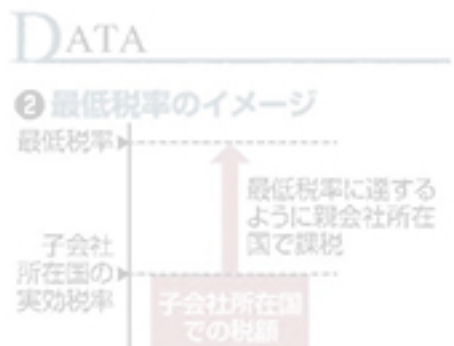 DATA
❷最低税率のイメージ
最低税率
最低税率に達する
ように親会社所在
国で課税
子会社
所在国の
実効税率
子会社所在国
での税額